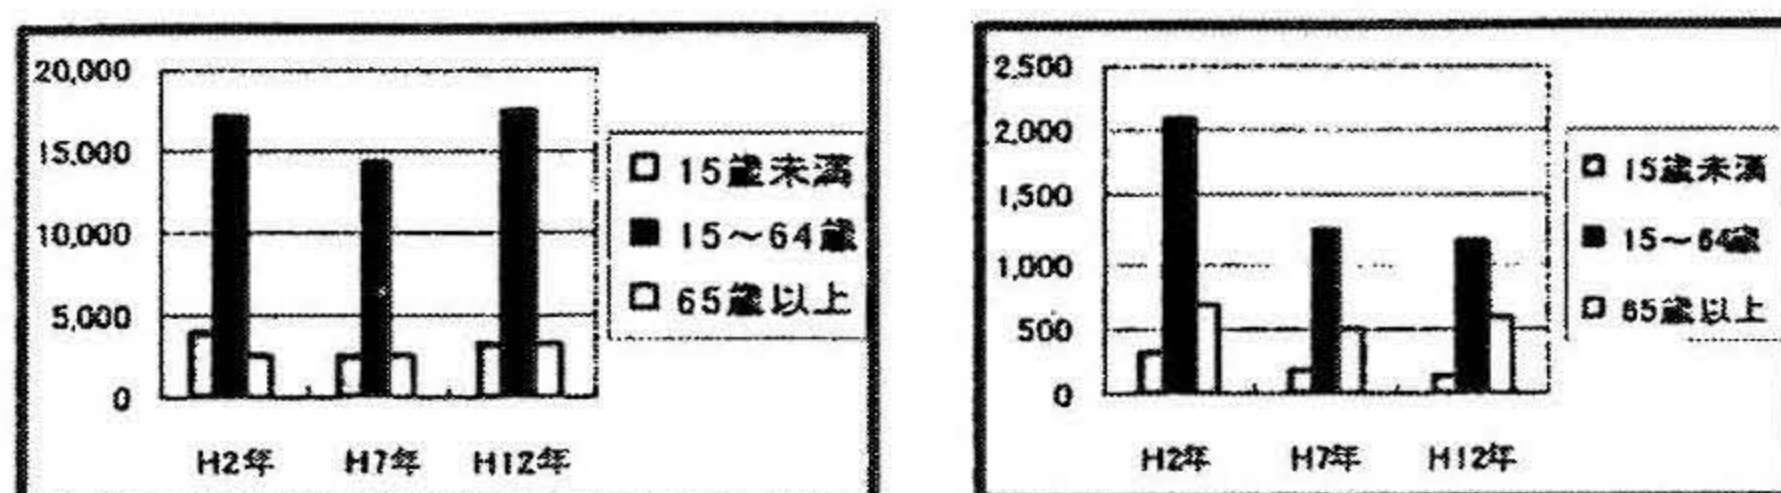 20,000
15,000
10,000
5,000
0
H2年 H7年 H12年
15歳未満
15～64歳
65歳以上
2,500
2,000
1,500
1,000
500
0
H2年 H7年 H12年
15歳未満
15～64歳
65歳以上